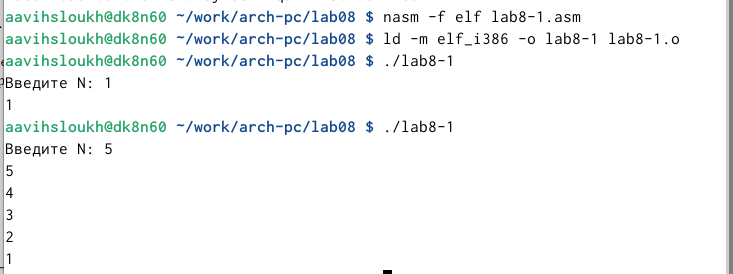 aavihsloukh@dk8n60 ~/work/arch-pc/lab08 $ nasm -f elf lab8-1.asm
aavihsloukh@dk8n60 ~/work/arch-pc/lab08 $ ld -m elf_i386 -o lab8-1 lab8-1.o
aavihsloukh@dk8n60 ~/work/arch-pc/lab08 $ ./lab8-1
Введите N: 1
1
aavihsloukh@dk8n60 ~/work/arch-pc/lab08 $ ./lab8-1
Введите N: 5
5
4
3
2
1